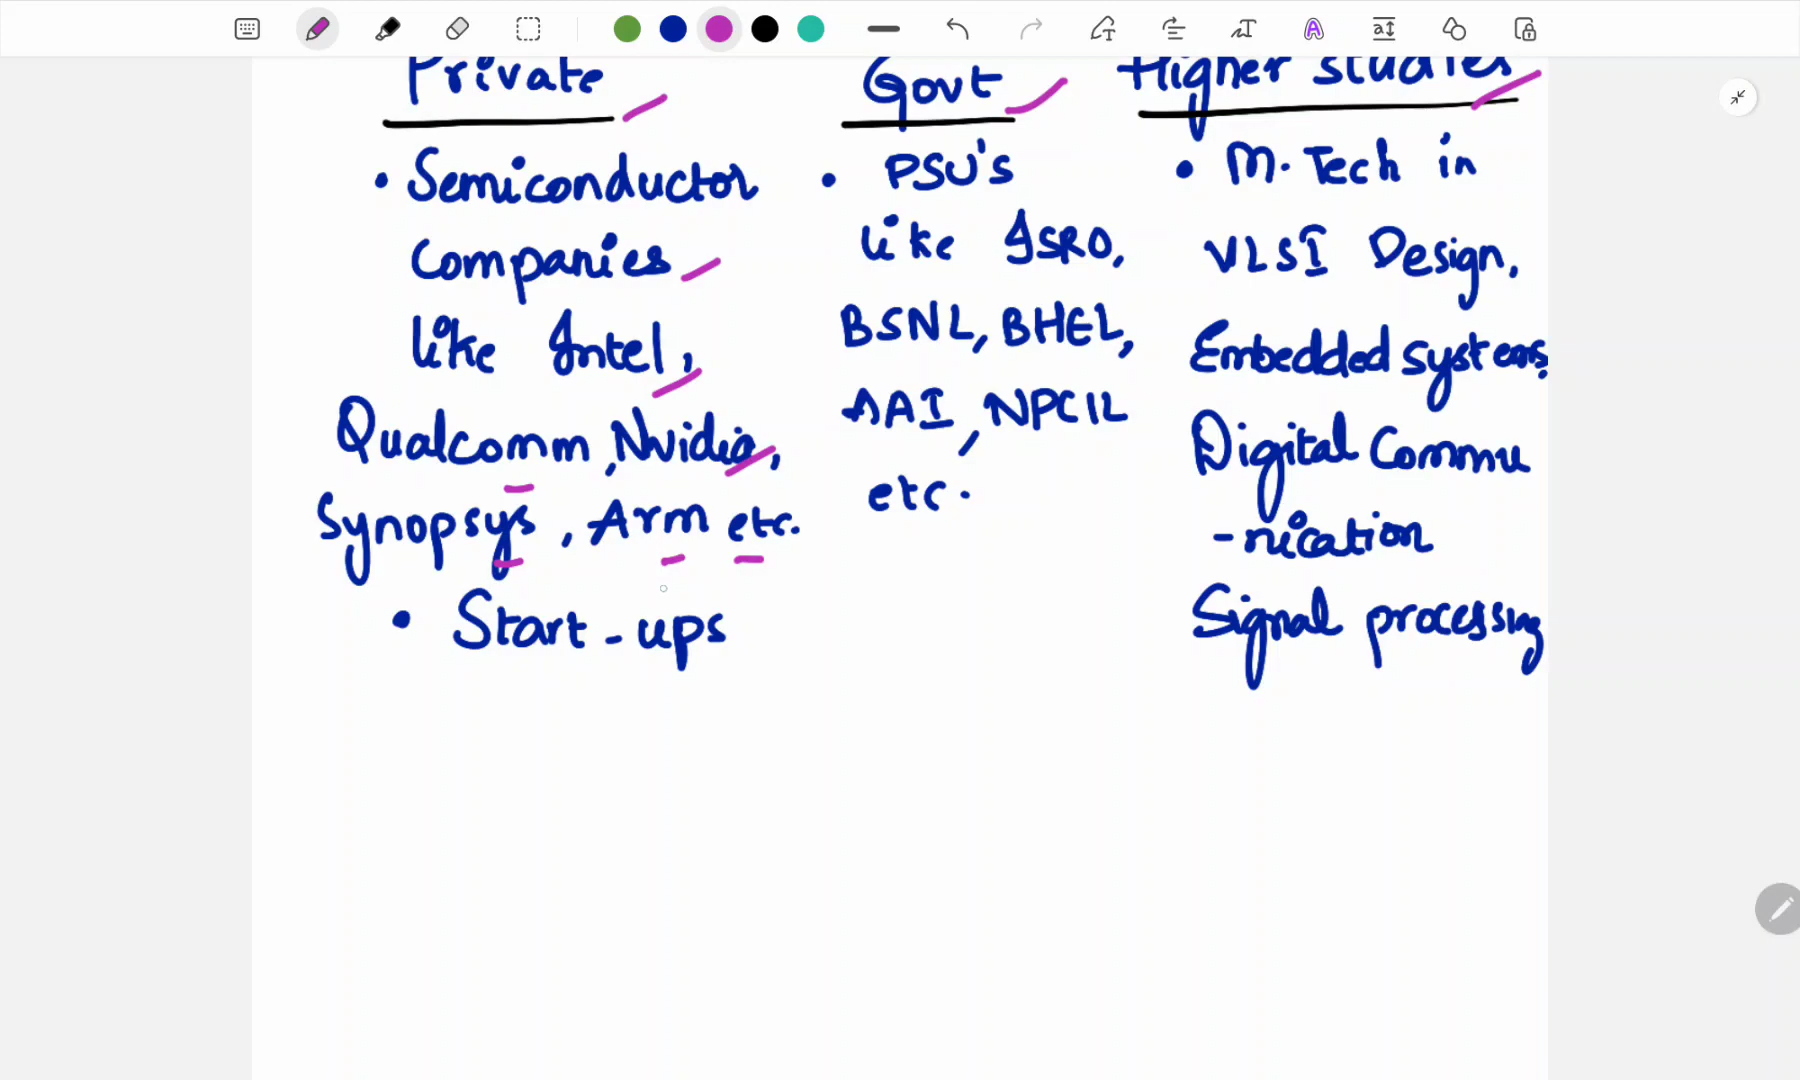 Private
• Semiconductor
Companies
like Intel,
Qualcomm, Nvidia,
Synopsys, Arm etc.
• Start-ups
Govt
• PSU's
like ISRO,
BSNL, BHEL,
AAI, NPCIL
etc.
Higher studies
• M.Tech in
VLSI Design,
Embedded systems,
Digital Commu
-nication
Signal processing